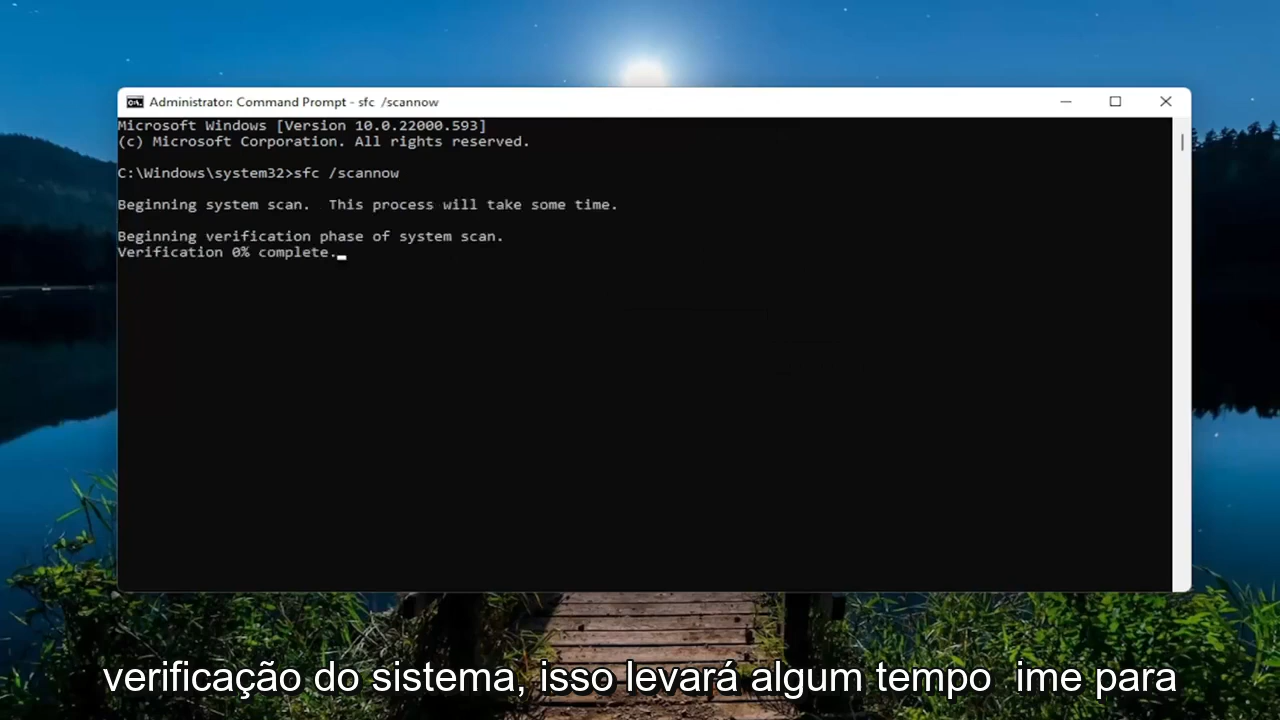 Administrator: Command Prompt - sfc /scannow
Microsoft Windows [Version 10.0.22000.593]
(c) Microsoft Corporation. All rights reserved.
C:\Windows\system32>sfc /scannow
Beginning system scan.  This process will take some time.
Beginning verification phase of system scan.
Verification 0% complete.
verificação do sistema, isso levará algum tempo  ime para